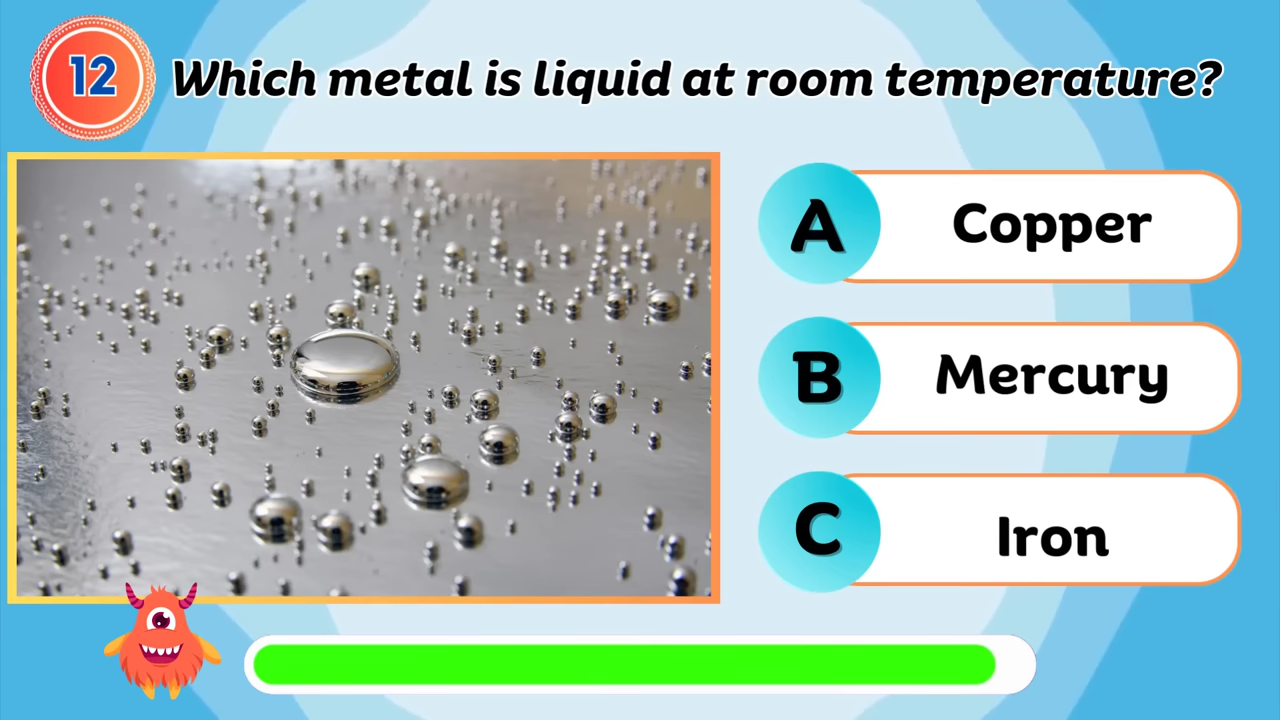 12
Which metal is liquid at room temperature?
A
Copper
B
Mercury
C
Iron